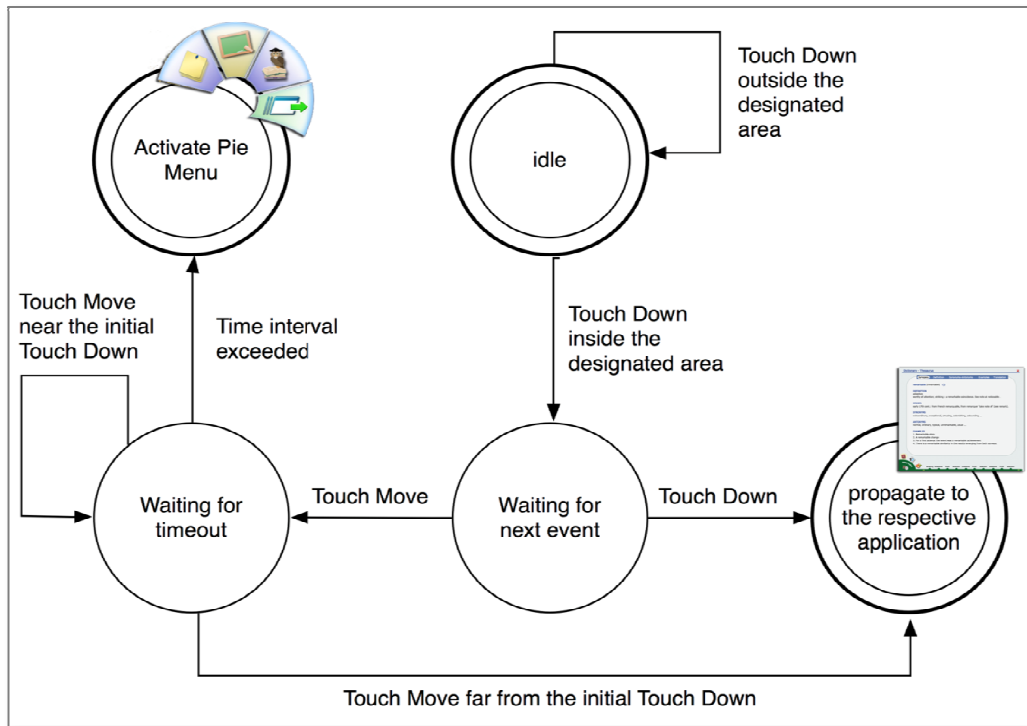 Activate Pie
Menu
idle
Touch Down
outside the
designated
area
Touch Move
near the initial
Touch Down
Time interval
exceeded
Touch Down
inside the
designated area
Waiting for
timeout
Touch Move
Waiting for
next event
Touch Down
propagate to
the respective
application
Touch Move far from the initial Touch Down